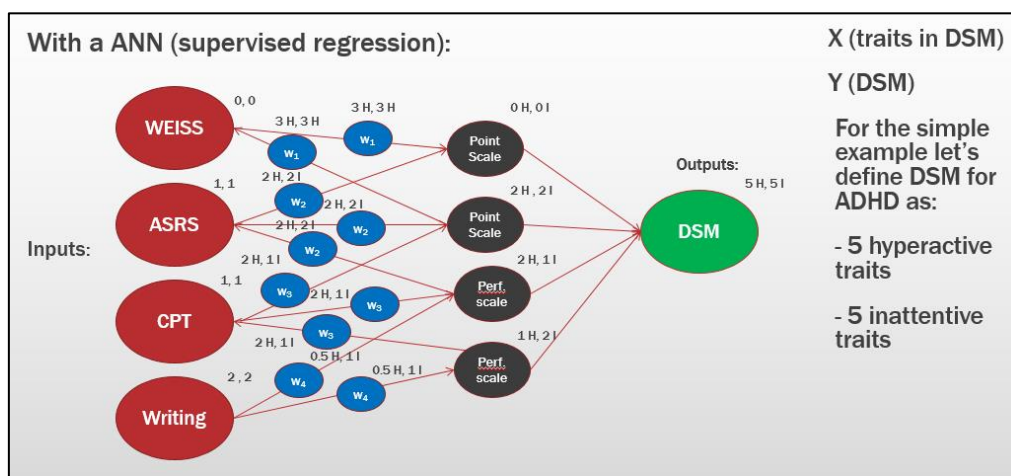 With a ANN (supervised regression):
X (traits in DSM)
Y (DSM)
For the simple
example let's
define DSM for
ADHD as:
- 5 hyperactive
traits
- 5 inattentive
traits
Inputs:
0, 0
WEISS
1, 1
ASRS
1, 1
CPT
2, 2
Writing
3 H, 3 H
3 H, 3 H
w₁
w₁
2 H, 2 I
w₂
2 H, 2 I
w₂
2 H, 2 I
w₂
2 H, 1 I
w₃
2 H, 1 I
w₃
w₃
2 H, 1 I
0.5 H, 1 I
w₄
0.5 H, 1 I
w₄
0 H, 0 I
Point
Scale
2 H, 2 I
Point
Scale
2 H, 1 I
Perf.
scale
1 H, 2 I
Perf.
scale
Outputs:
5 H, 5 I
DSM